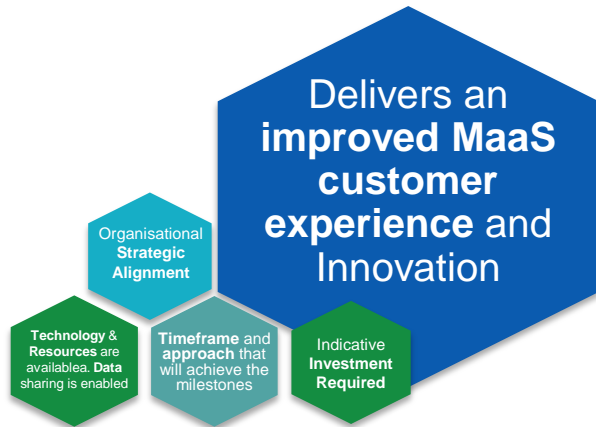 Delivers an
improved MaaS
customer
experience and
Innovation
Organisational
Strategic
Alignment
Technology &
Resources are
availablea. Data
sharing is enabled
Timeframe and
approach that
will achieve the
milestones
Indicative
Investment
Required